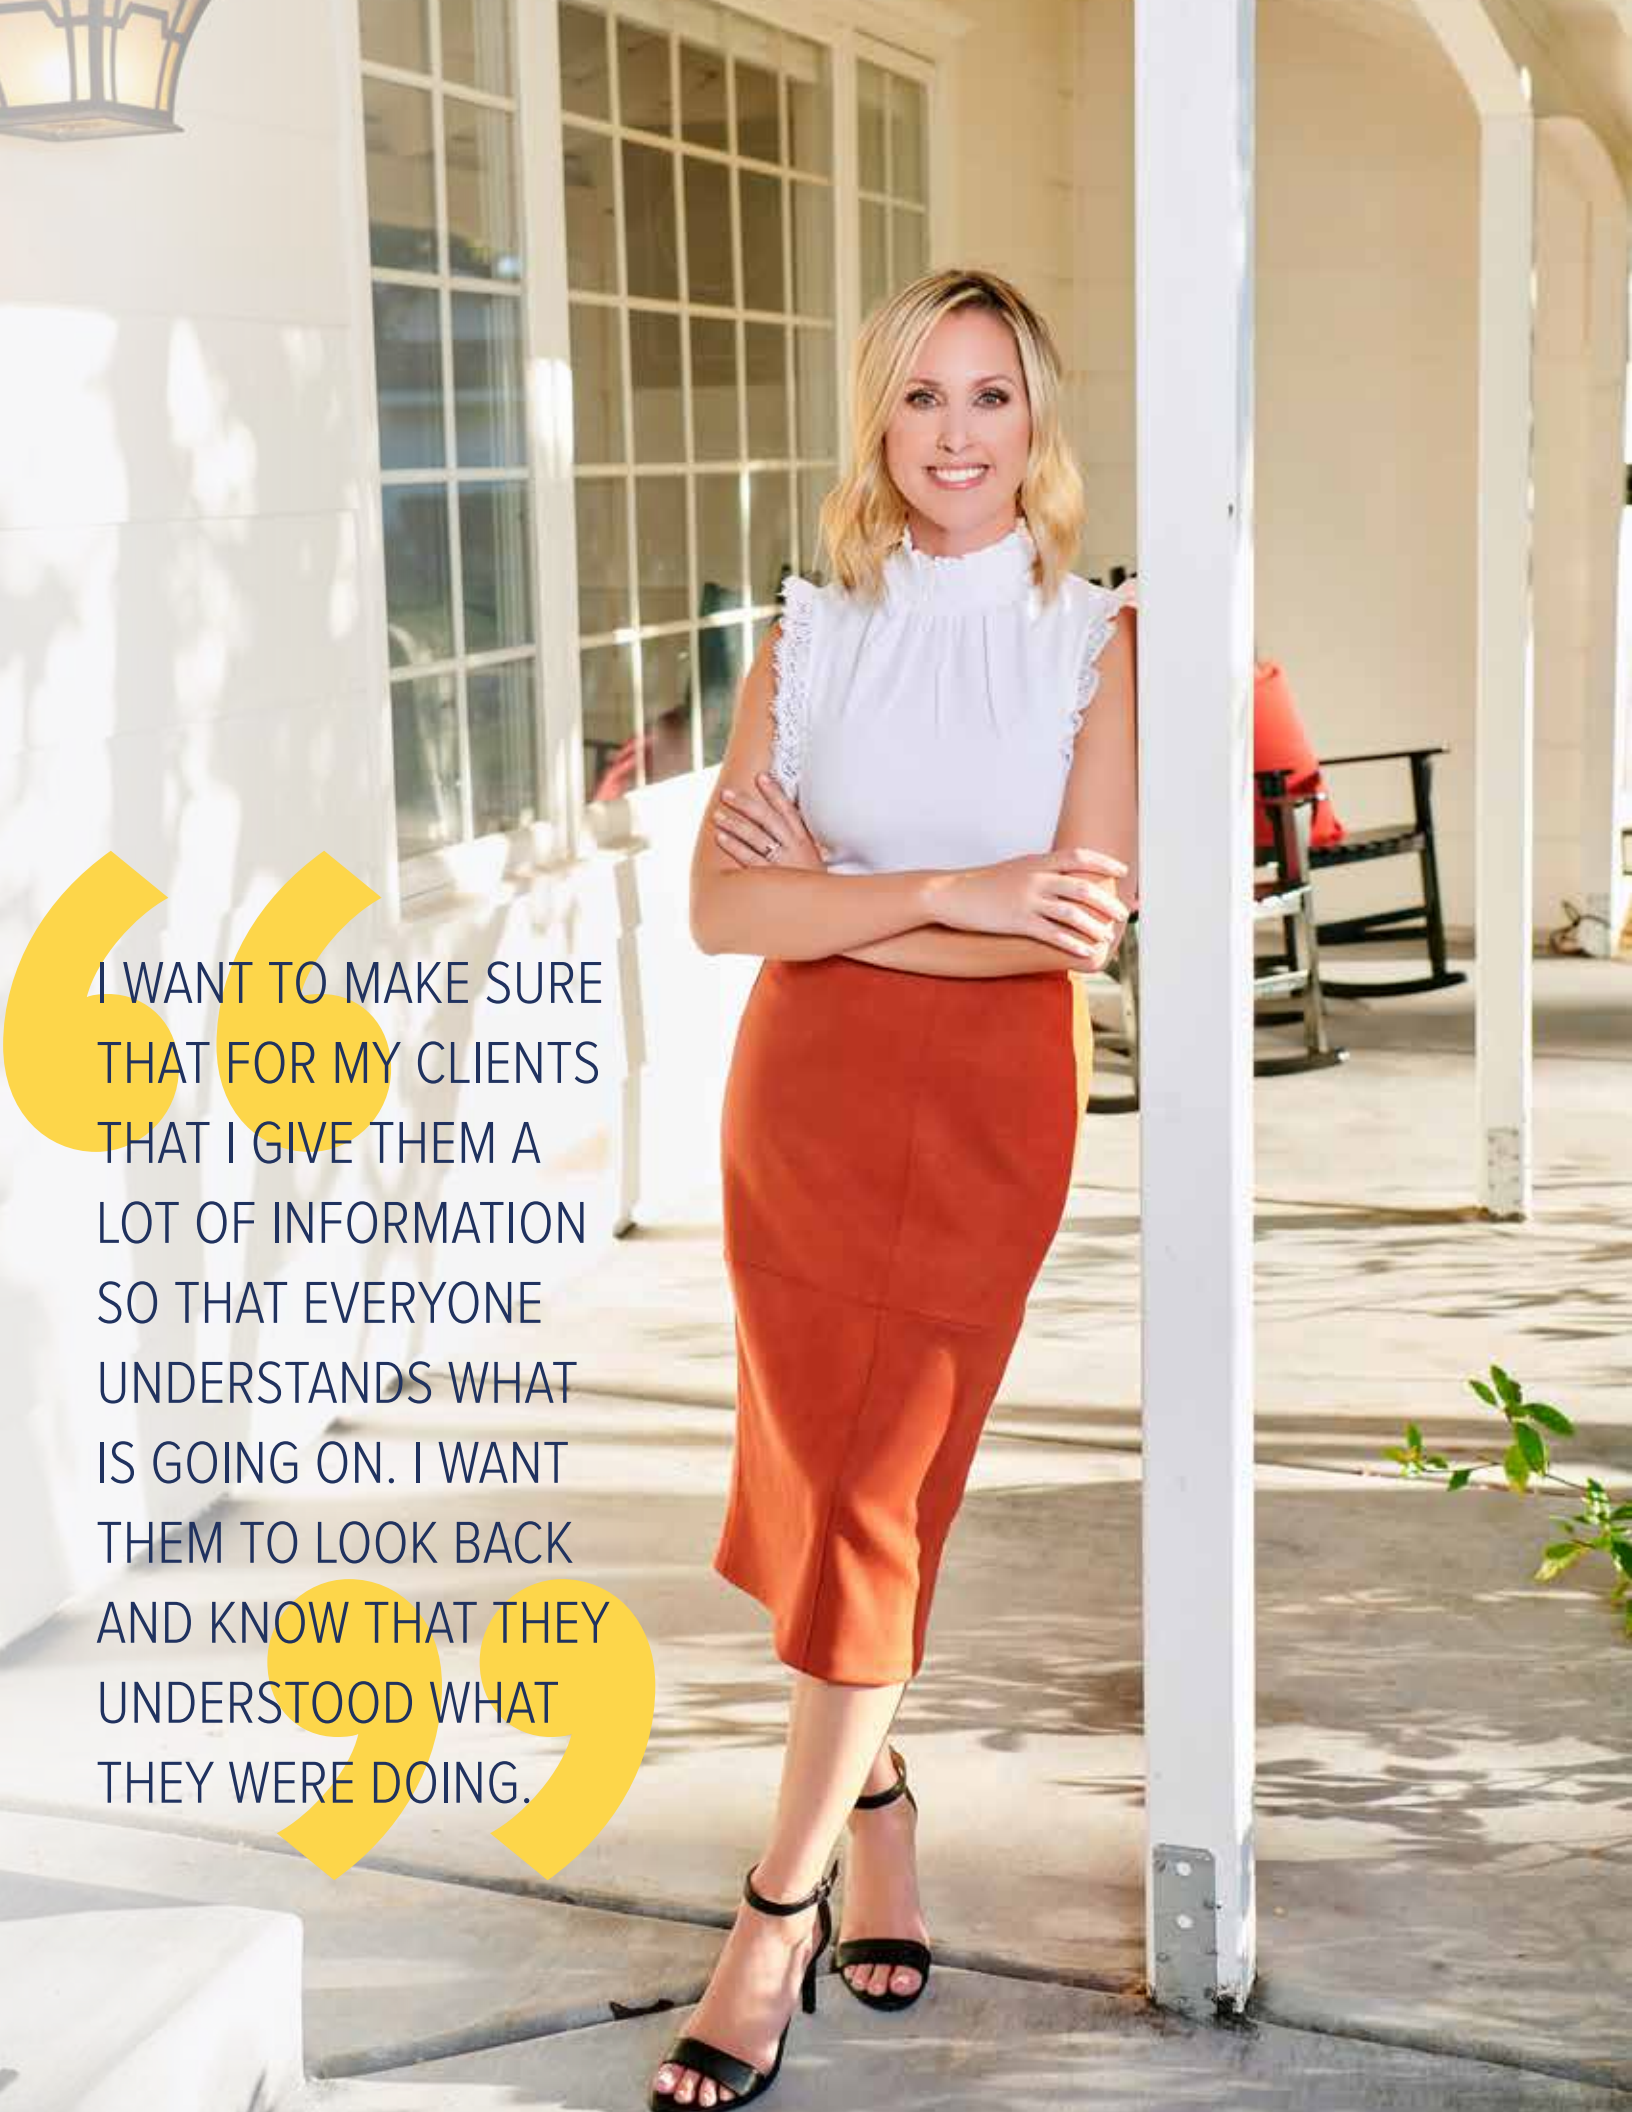 I WANT TO MAKE SURE
THAT FOR MY CLIENTS
THAT I GIVE THEM A
LOT OF INFORMATION
SO THAT EVERYONE
UNDERSTANDS WHAT
IS GOING ON. I WANT
THEM TO LOOK BACK
AND KNOW THAT THEY
UNDERSTOOD WHAT
THEY WERE DOING.